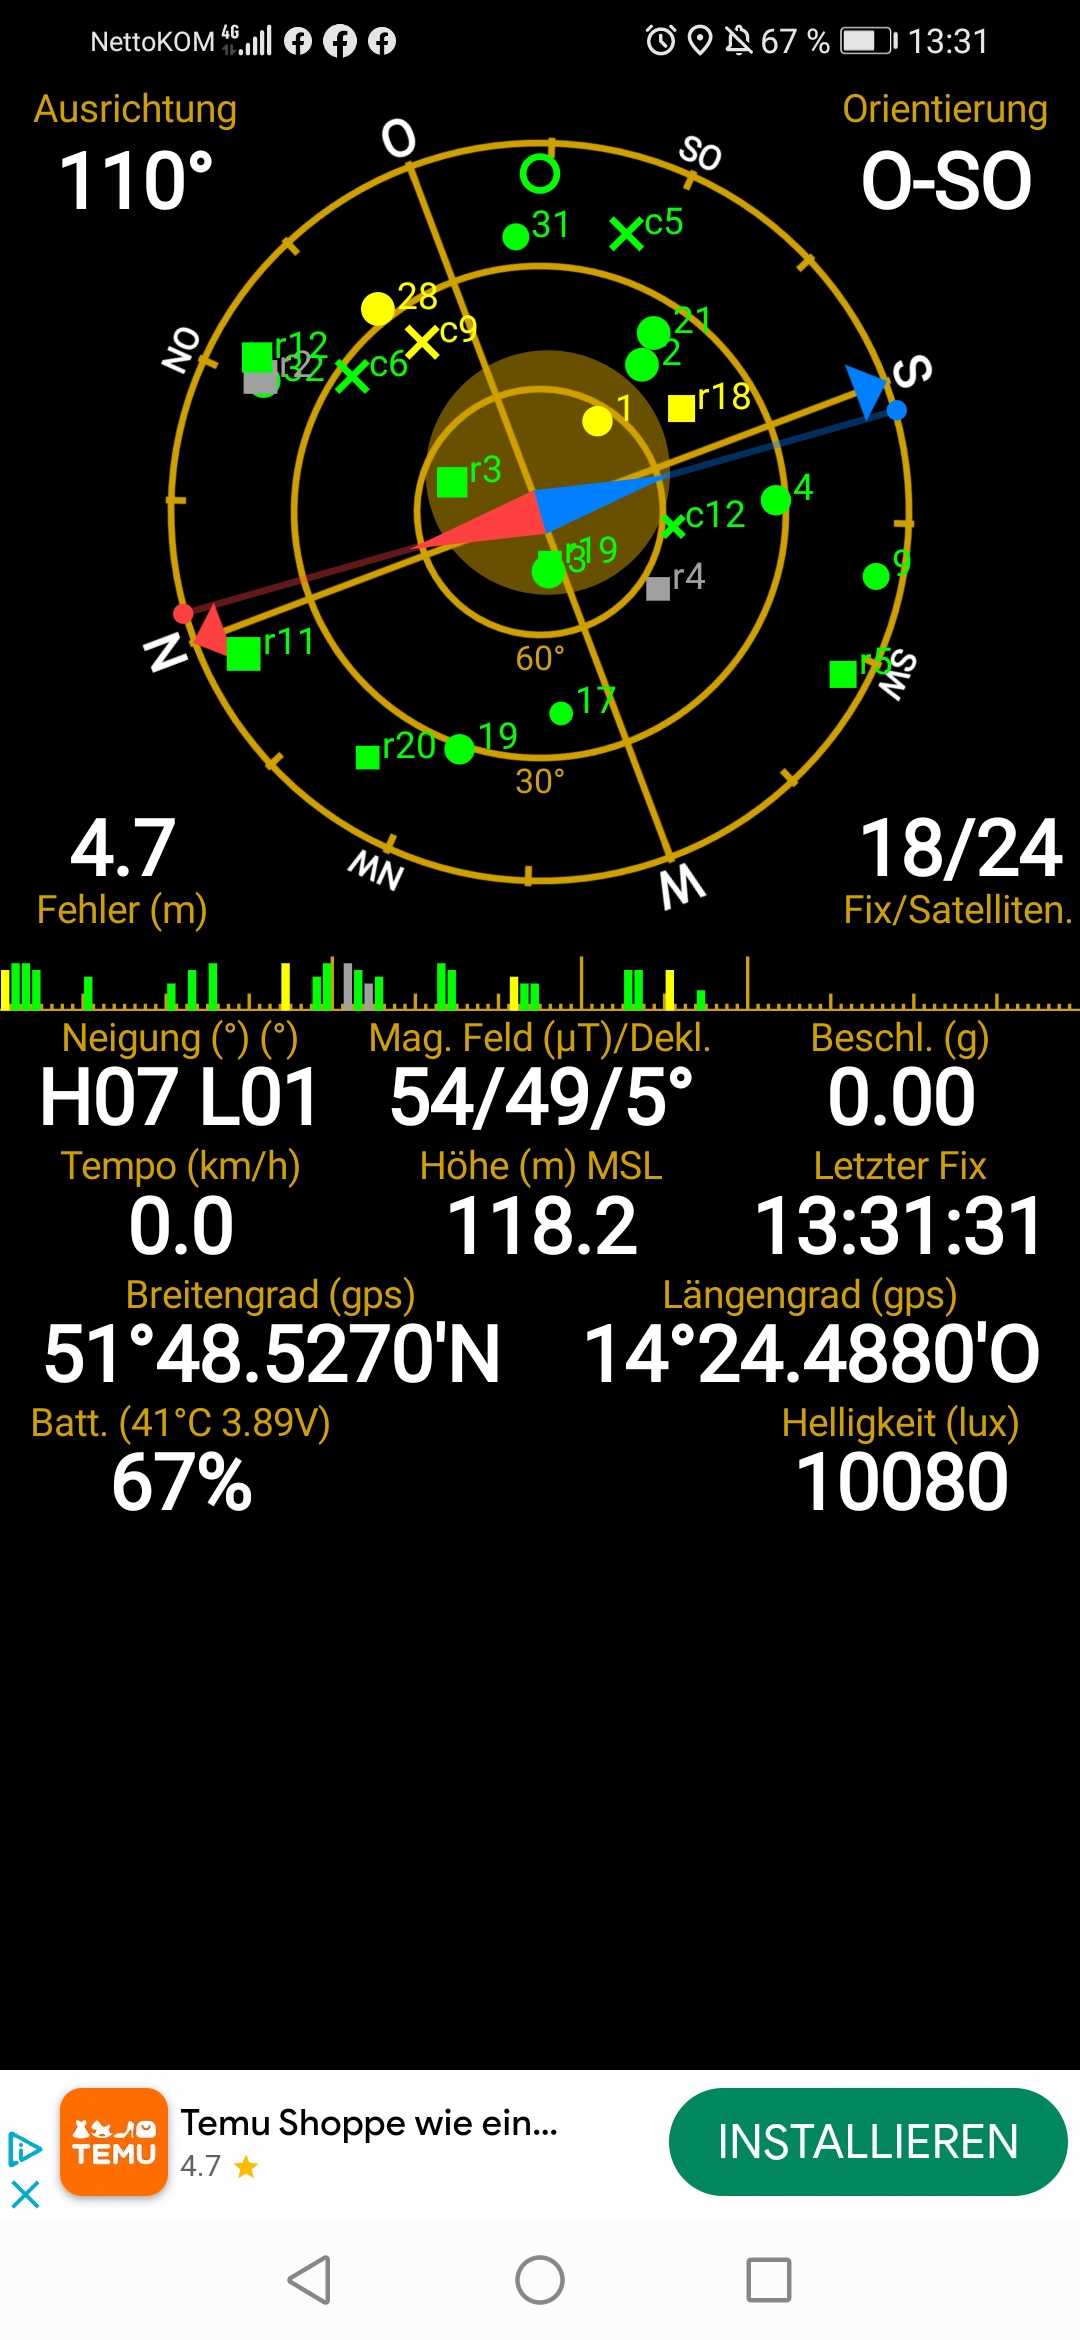 NettoKOM 4G 67 % 13:31
Ausrichtung Orientierung
110° O-SO
O SO
31 c5
28 c9
21
NO r12 r2 32 c6 2 S
1 r18
r3 4
c12
r19 3 r4 9
N r11 60° r5 SW
17
r20 19
30°
4.7 NW W 18/24
Fehler (m) Fix/Satelliten.
Neigung (°) (°) Mag. Feld (µT)/Dekl. Beschl. (g)
H07 L01 54/49/5° 0.00
Tempo (km/h) Höhe (m) MSL Letzter Fix
0.0 118.2 13:31:31
Breitengrad (gps) Längengrad (gps)
51°48.5270'N 14°24.4880'O
Batt. (41°C 3.89V) Helligkeit (lux)
67% 10080
TEMU
Temu Shoppe wie ein...
4.7
INSTALLIEREN